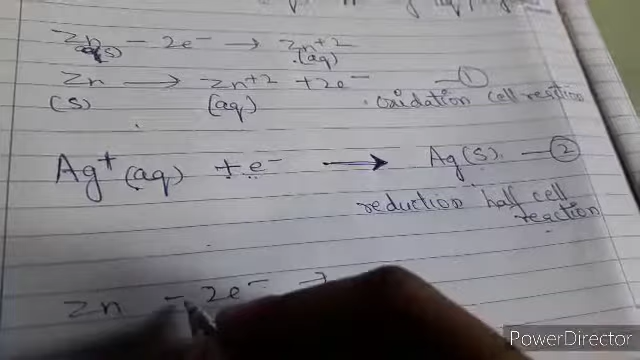 Zn(s) - 2e⁻ → Zn⁺²(aq)
Zn(s) → Zn⁺²(aq) + 2e⁻ — ①
oxidation cell reaction
Ag⁺(aq) + e⁻ → Ag(s). — ②
reduction half cell
reaction
Zn - 2e⁻ →
PowerDirector